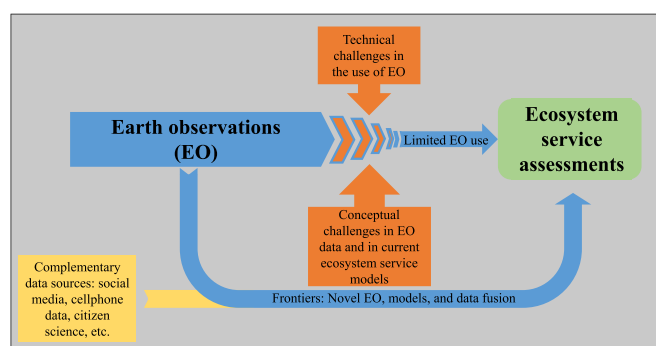 Technical
challenges in
the use of EO
Earth observations
(EO)
Limited EO use
Ecosystem
service
assessments
Conceptual
challenges in EO
data and in current
ecosystem service
models
Complementary
data sources: social
media, cellphone
data, citizen
science, etc.
Frontiers: Novel EO, models, and data fusion